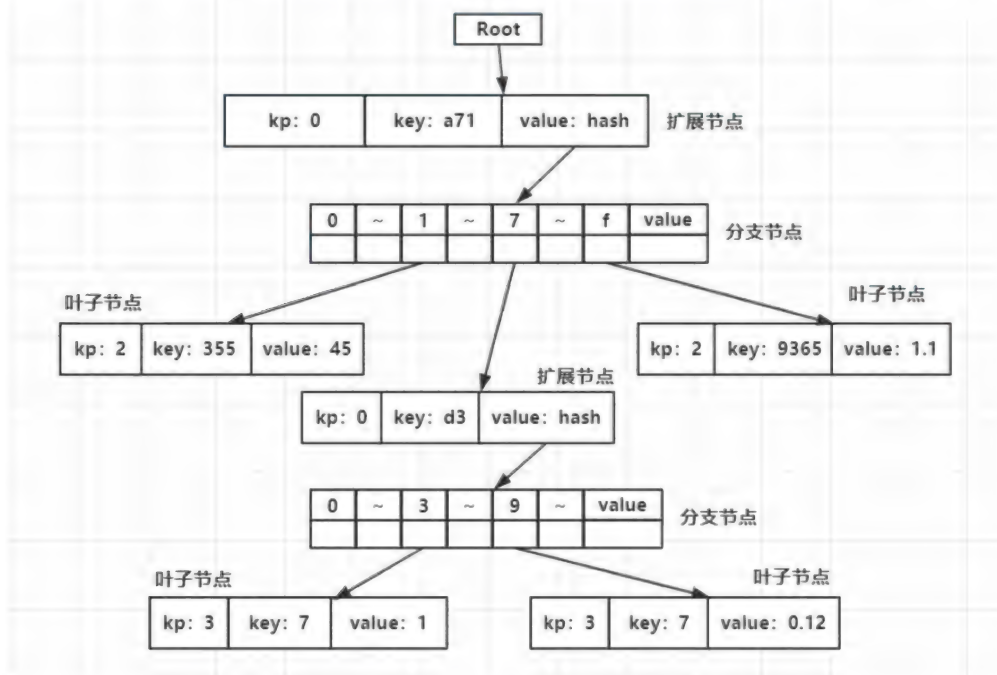 Root
kp: 0 key: a71 value: hash 扩展节点
0 ~ 1 ~ 7 ~ f value 分支节点
叶子节点 叶子节点
kp: 2 key: 355 value: 45 kp: 2 key: 9365 value: 1.1
扩展节点
kp: 0 key: d3 value: hash
0 ~ 3 ~ 9 ~ value 分支节点
叶子节点 叶子节点
kp: 3 key: 7 value: 1 kp: 3 key: 7 value: 0.12